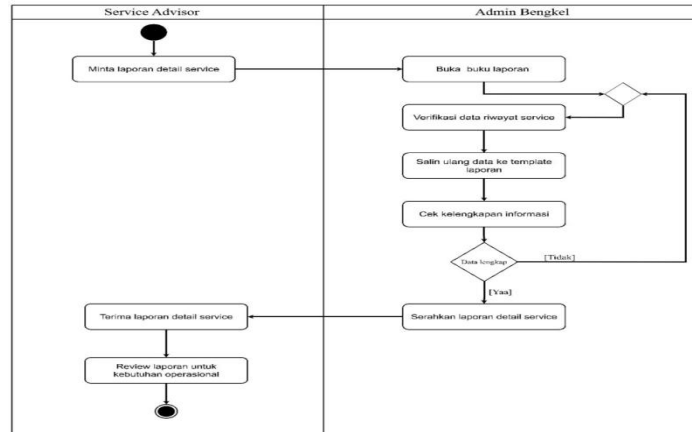 Service Advisor
Admin Bengkel
Minta laporan detail service
Buka buku laporan
Verifikasi data riwayat service
Salin ulang data ke template
laporan
Cek kelengkapan informasi
Data lengkap
[Tidak]
[Yaa]
Serahkan laporan detail service
Terima laporan detail service
Review laporan untuk
kebutuhan operasional